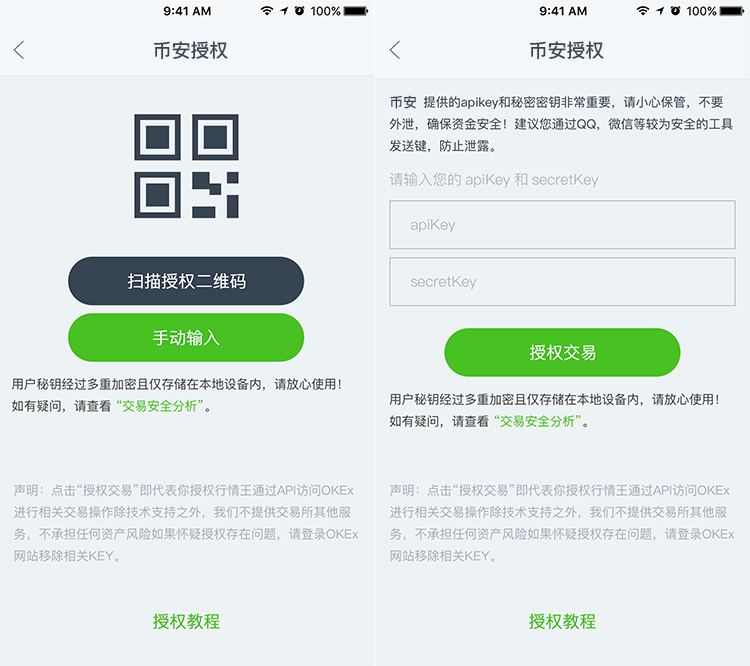 9:41 AM 100%
币安授权
扫描授权二维码
手动输入
用户秘钥经过多重加密且仅存储在本地设备内，请放心使用！
如有疑问，请查看“交易安全分析”。
声明：点击“授权交易”即代表你授权行情王通过API访问OKEx
进行相关交易操作除技术支持之外，我们不提供交易所其他服
务，不承担任何资产风险如果怀疑授权存在问题，请登录OKEx
网站移除相关KEY。
授权教程
9:41 AM 100%
币安授权
币安 提供的apikey和秘密密钥非常重要，请小心保管，不要
外泄，确保资金安全！建议您通过QQ，微信等较为安全的工具
发送键，防止泄露。
请输入您的 apiKey 和 secretKey
apiKey
secretKey
授权交易
用户秘钥经过多重加密且仅存储在本地设备内，请放心使用！
如有疑问，请查看“交易安全分析”。
声明：点击“授权交易”即代表你授权行情王通过API访问OKEx
进行相关交易操作除技术支持之外，我们不提供交易所其他服
务，不承担任何资产风险如果怀疑授权存在问题，请登录OKEx
网站移除相关KEY。
授权教程